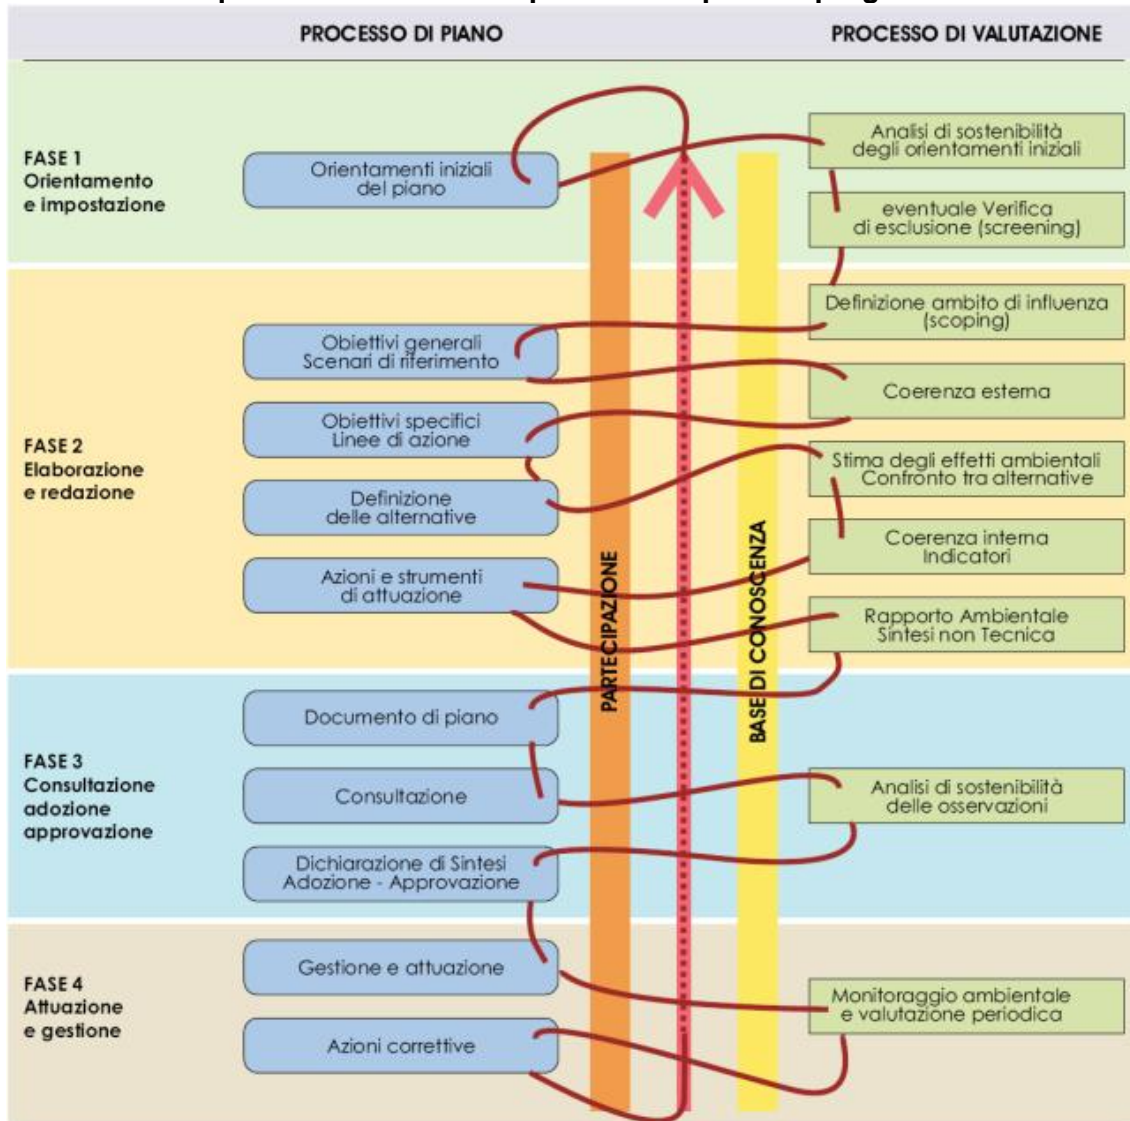 PROCESSO DI PIANO
PROCESSO DI VALUTAZIONE
FASE 1
Orientamento
e impostazione
Orientamenti iniziali
del piano
Analisi di sostenibilità
degli orientamenti iniziali
eventuale Verifica
di esclusione (screening)
FASE 2
Elaborazione
e redazione
Definizione ambito di influenza
(scoping)
Obiettivi generali
Scenari di riferimento
Coerenza esterna
Obiettivi specifici
Linee di azione
Stima degli effetti ambientali
Confronto tra alternative
Definizione
delle alternative
Coerenza interna
Indicatori
Azioni e strumenti
di attuazione
Rapporto Ambientale
Sintesi non Tecnica
PARTECIPAZIONE
BASE DI CONOSCENZA
FASE 3
Consultazione
adozione
approvazione
Documento di piano
Consultazione
Analisi di sostenibilità
delle osservazioni
Dichiarazione di Sintesi
Adozione - Approvazione
FASE 4
Attuazione
e gestione
Gestione e attuazione
Monitoraggio ambientale
e valutazione periodica
Azioni correttive